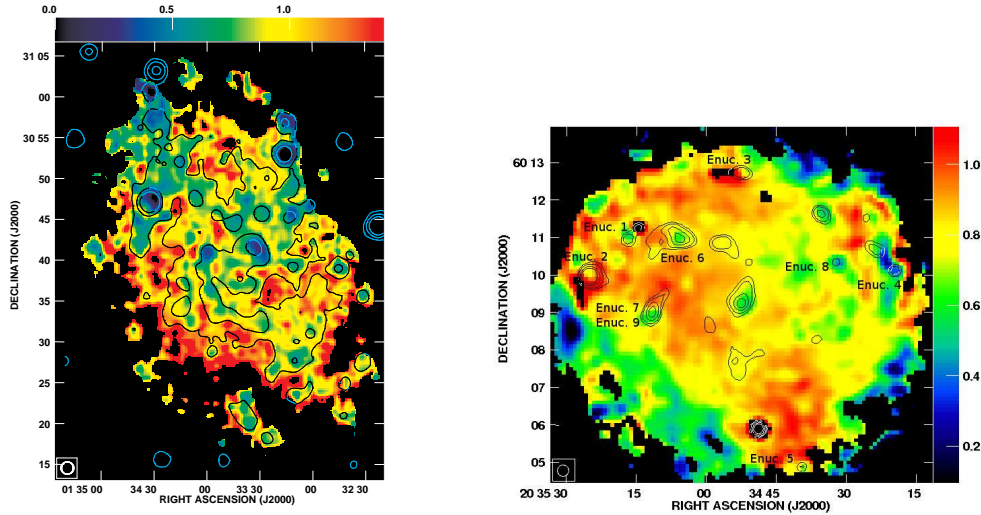 0.0 0.5 1.0
31 05
00
30 55
50
45
40
35
30
25
20
15
DECLINATION (J2000)
01 35 00 34 30 00 33 30 00 32 30
RIGHT ASCENSION (J2000)
60 13
12
11
10
09
08
07
06
05
DECLINATION (J2000)
Enuc. 3
Enuc. 1
Enuc. 2
Enuc. 6
Enuc. 8
Enuc. 4
Enuc. 7
Enuc. 9
Enuc. 5
1.0
0.8
0.6
0.4
0.2
20 35 30 15 00 34 45 30 15
RIGHT ASCENSION (J2000)